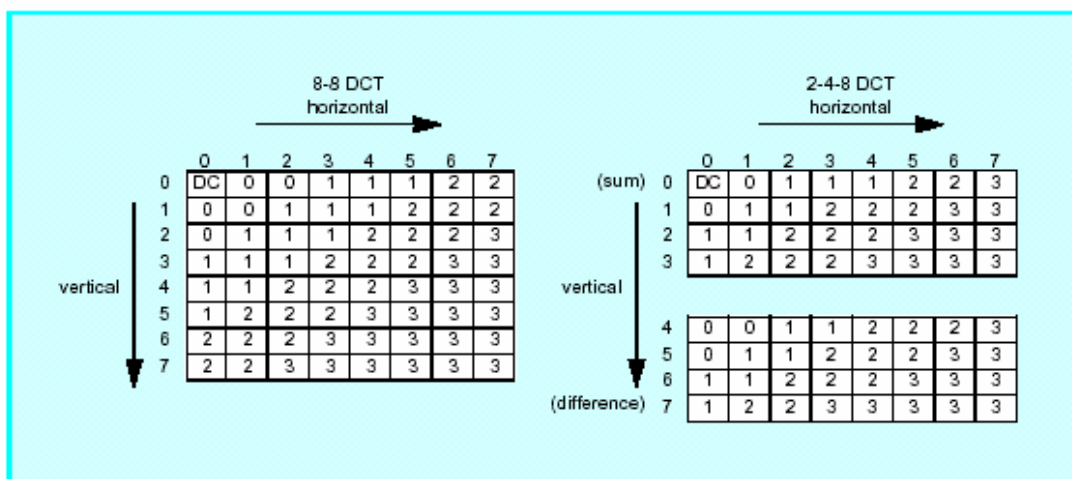 8-8 DCT
horizontal
0 1 2 3 4 5 6 7
0 DC 0 0 1 1 1 2 2
1 0 0 1 1 1 2 2 2
2 0 1 1 1 2 2 2 3
3 1 1 1 2 2 2 3 3
vertical
4 1 1 2 2 2 3 3 3
5 1 2 2 2 3 3 3 3
6 2 2 2 3 3 3 3 3
7 2 2 3 3 3 3 3 3
2-4-8 DCT
horizontal
0 1 2 3 4 5 6 7
(sum) 0 DC 0 1 1 1 2 2 3
1 0 1 1 2 2 2 3 3
2 1 1 2 2 2 3 3 3
3 1 2 2 2 3 3 3 3
vertical
4 0 0 1 1 2 2 2 3
5 0 1 1 2 2 2 3 3
6 1 1 2 2 2 3 3 3
(difference) 7 1 2 2 3 3 3 3 3